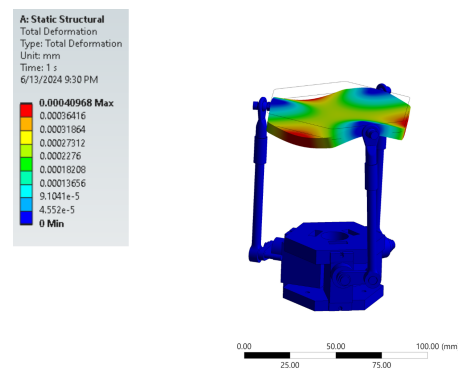 A: Static Structural
Total Deformation
Type: Total Deformation
Unit: mm
Time: 1 s
6/13/2024 9:30 PM
0.00040968 Max
0.00036416
0.00031864
0.00027312
0.0002276
0.00018208
0.00013656
9.1041e-5
4.552e-5
0 Min
0.00 50.00 100.00 (mm
25.00 75.00